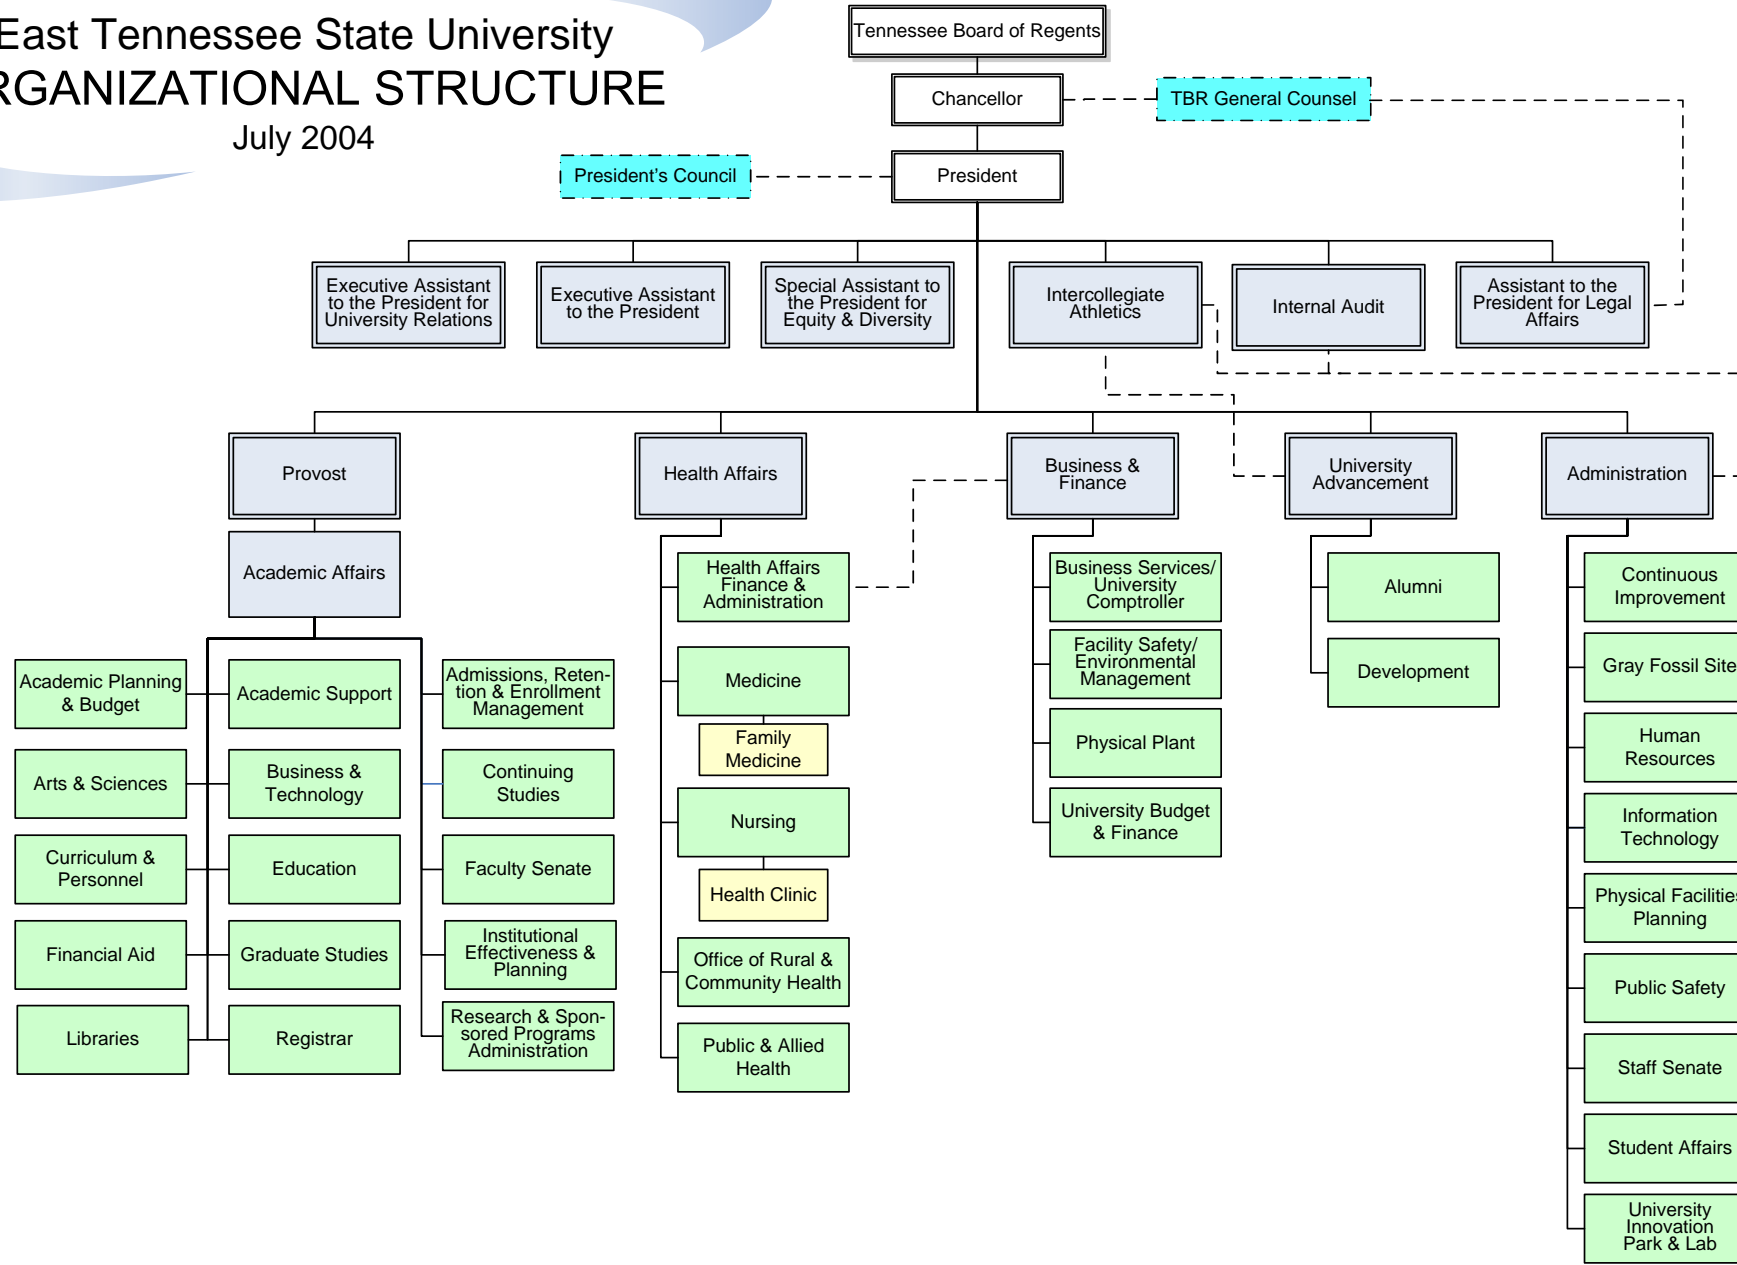 East Tennessee State University
RGANIZATIONAL STRUCTURE
July 2004
Tennessee Board of Regents
Chancellor
TBR General Counsel
President's Council
President
Executive Assistant
to the President for
University Relations
Executive Assistant
to the President
Special Assistant to
the President for
Equity & Diversity
Intercollegiate
Athletics
Internal Audit
Assistant to the
President for Legal
Affairs
Provost
Health Affairs
Business &
Finance
University
Advancement
Administration
Academic Affairs
Academic Planning
& Budget
Academic Support
Admissions, Reten-
tion & Enrollment
Management
Arts & Sciences
Business &
Technology
Continuing
Studies
Curriculum &
Personnel
Education
Faculty Senate
Financial Aid
Graduate Studies
Institutional
Effectiveness &
Planning
Libraries
Registrar
Research & Spon-
sored Programs
Administration
Health Affairs
Finance &
Administration
Medicine
Family
Medicine
Nursing
Health Clinic
Office of Rural &
Community Health
Public & Allied
Health
Business Services/
University
Comptroller
Facility Safety/
Environmental
Management
Physical Plant
University Budget
& Finance
Alumni
Development
Continuous
Improvement
Gray Fossil Site
Human
Resources
Information
Technology
Physical Facilities
Planning
Public Safety
Staff Senate
Student Affairs
University
Innovation
Park & Lab